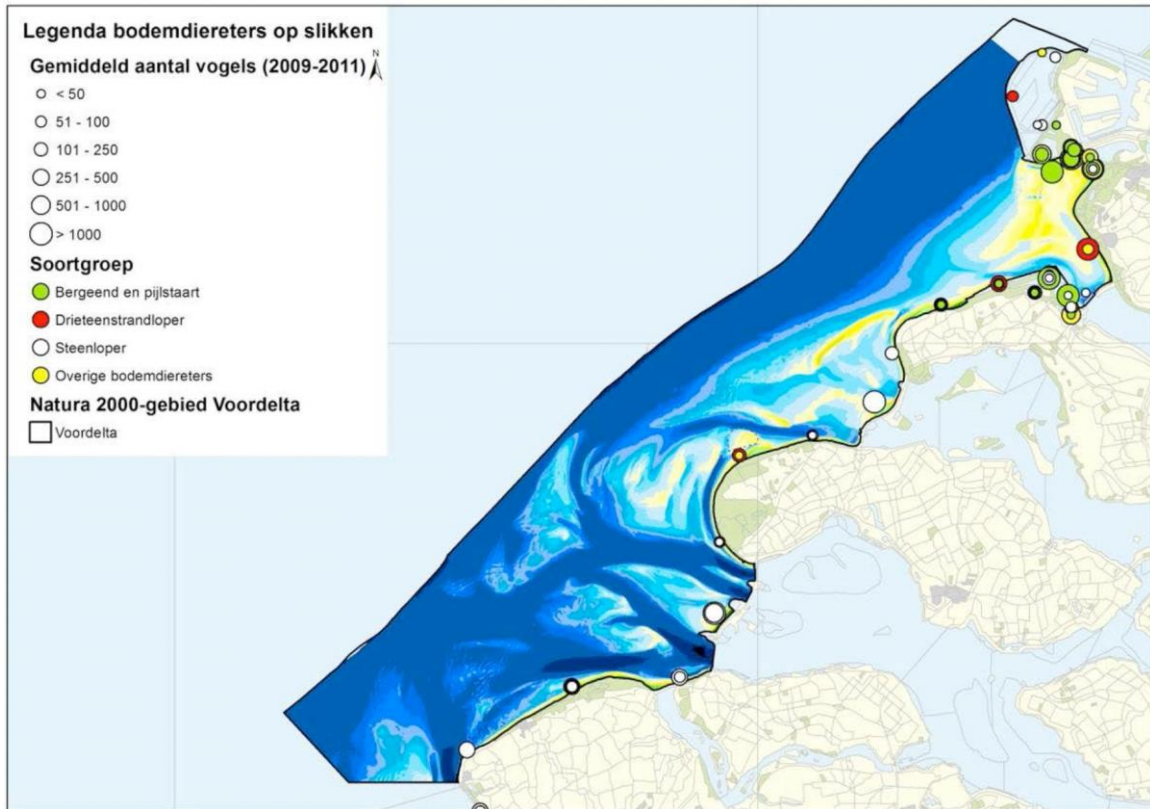 Legenda bodemdiereters op slikken
Gemiddeld aantal vogels (2009-2011) N
< 50
51 - 100
101 - 250
251 - 500
501 - 1000
> 1000
Soortgroep
Bergeend en pijlstaart
Drieteenstrandloper
Steenloper
Overige bodemdiereters
Natura 2000-gebied Voordelta
Voordelta